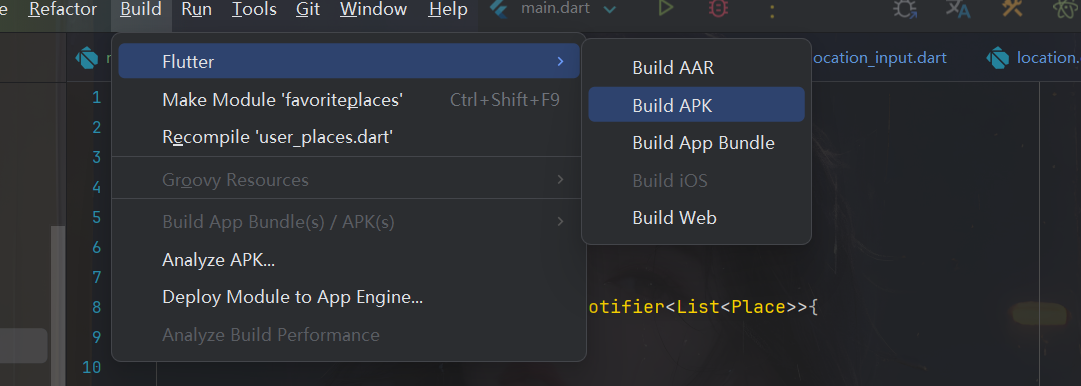 e Refactor Build Run Tools Git Window Help main.dart
ocation_input.dart location.
Flutter
Make Module 'favoriteplaces' Ctrl+Shift+F9
Recompile 'user_places.dart'
Groovy Resources
Build App Bundle(s) / APK(s)
Analyze APK...
Deploy Module to App Engine...
Analyze Build Performance
Build AAR
Build APK
Build App Bundle
Build iOS
Build Web
1
2
3
4
5
6
7
8 otifier<List<Place>>{
9
10